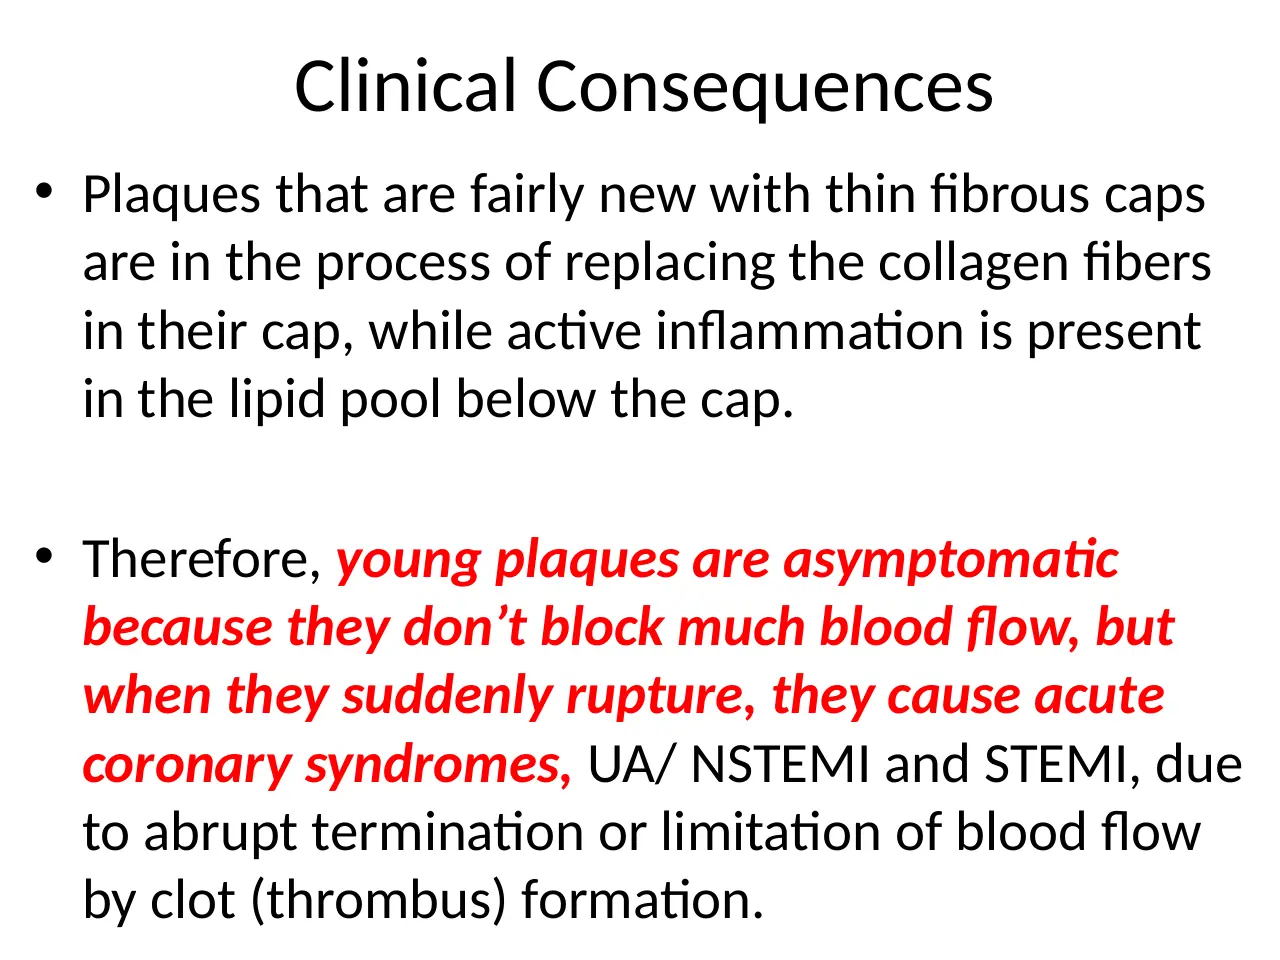 Clinical Consequences
• Plaques that are fairly new with thin fibrous caps
are in the process of replacing the collagen fibers
in their cap, while active inflammation is present
in the lipid pool below the cap.
• Therefore, young plaques are asymptomatic
because they don’t block much blood flow, but
when they suddenly rupture, they cause acute
coronary syndromes, UA/ NSTEMI and STEMI, due
to abrupt termination or limitation of blood flow
by clot (thrombus) formation.